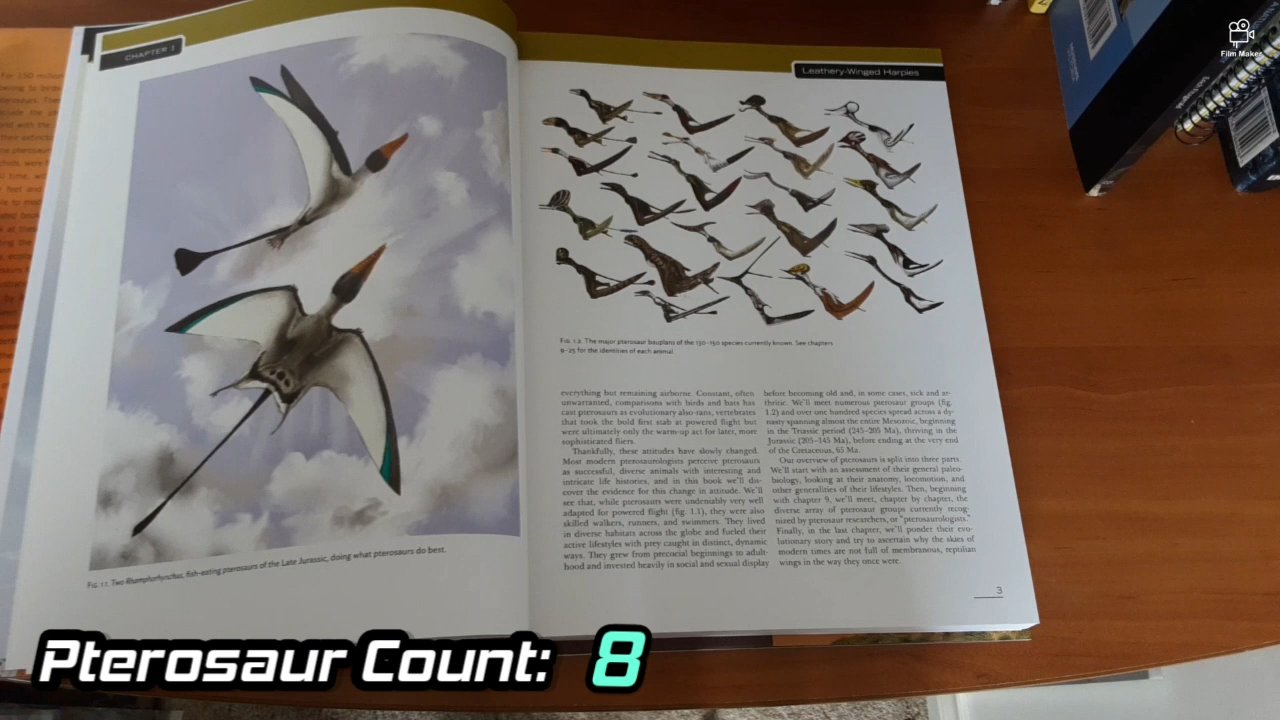 CHAPTER 1
Leathery-Winged Harpies
Film Maker
FIG. 1.2. The major pterosaur bauplans of the 130–150 species currently known. See chapters
9–25 for the identities of each animal.
everything but remaining airborne. Constant, often
unwarranted, comparisons with birds and bats has
cast pterosaurs as evolutionary also-rans, vertebrates
that took the bold first stab at powered flight but
were ultimately only the warm-up act for later, more
sophisticated fliers.
Thankfully, these attitudes have slowly changed.
Most modern pterosaurologists perceive pterosaurs
as successful, diverse animals with interesting and
intricate life histories, and in this book we'll dis-
cover the evidence for this change in attitude. We'll
see that, while pterosaurs were undeniably very well
adapted for powered flight (fig. 1.1), they were also
skilled walkers, runners, and swimmers. They lived
in diverse habitats across the globe and fueled their
active lifestyles with prey caught in distinct, dynamic
ways. They grew from precocial beginnings to adult-
hood and invested heavily in social and sexual display
before becoming old and, in some cases, sick and ar-
thritic. We'll meet numerous pterosaur groups (fig.
1.2) and over one hundred species spread across a dy-
nasty spanning almost the entire Mesozoic, beginning
in the Triassic period (245–205 Ma), thriving in the
Jurassic (205–145 Ma), before ending at the very end
of the Cretaceous, 65 Ma.
Our overview of pterosaurs is split into three parts.
We'll start with an assessment of their general paleo-
biology, looking at their anatomy, locomotion, and
other generalities of their lifestyles. Then, beginning
with chapter 9, we'll meet, chapter by chapter, the
diverse array of pterosaur groups currently recog-
nized by pterosaur researchers, or "pterosaurologists."
Finally, in the last chapter, we'll ponder their evo-
lutionary story and try to ascertain why the skies of
modern times are not full of membranous, reptilian
wings in the way they once were.
FIG. 1.1. Two Rhamphorhynchus, fish-eating pterosaurs of the Late Jurassic, doing what pterosaurs do best.
3
Pterosaur Count: 8